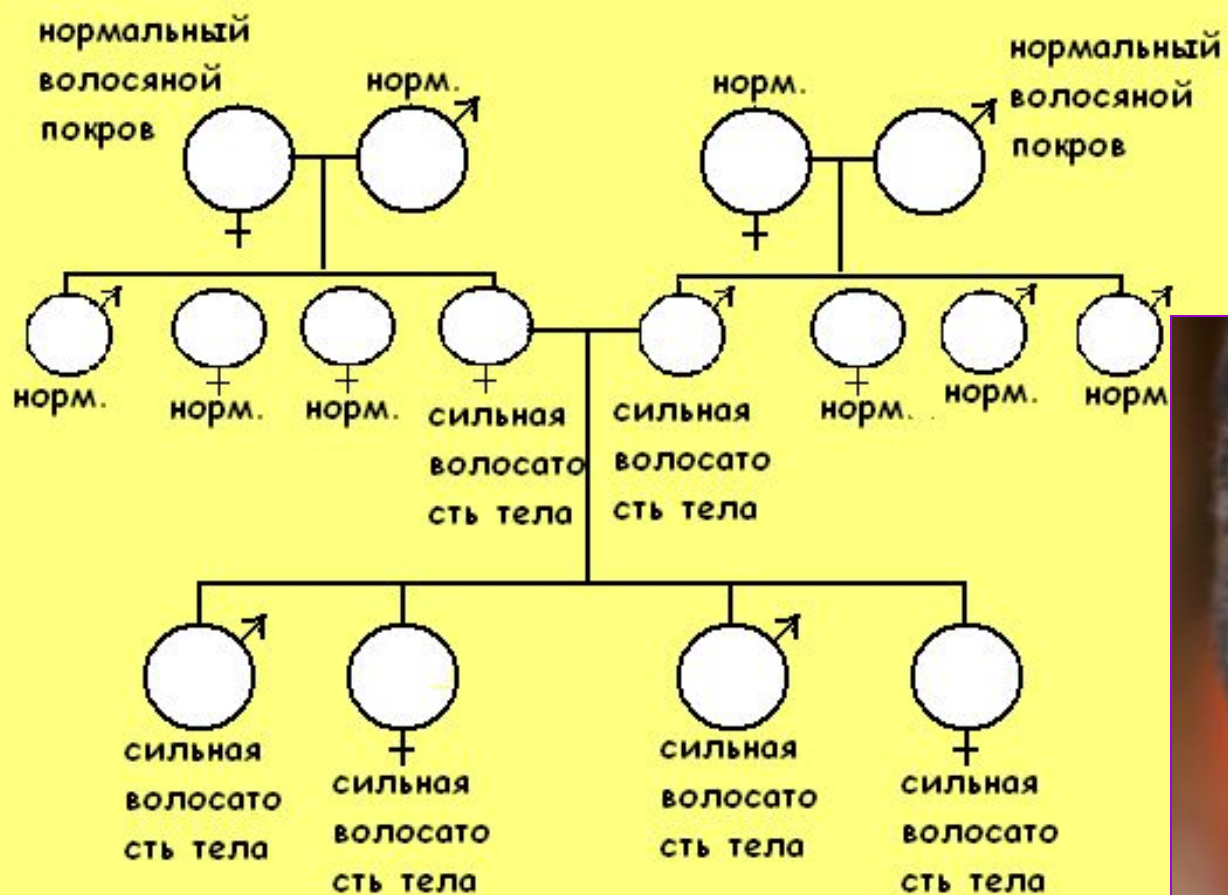 нормальный
волосяной
покров
норм.
норм.
нормальный
волосяной
покров
норм.
норм.
норм.
сильная
волосато
сть тела
сильная
волосато
сть тела
норм.
норм.
норм
сильная
волосато
сть тела
сильная
волосато
сть тела
сильная
волосато
сть тела
сильная
волосато
сть тела